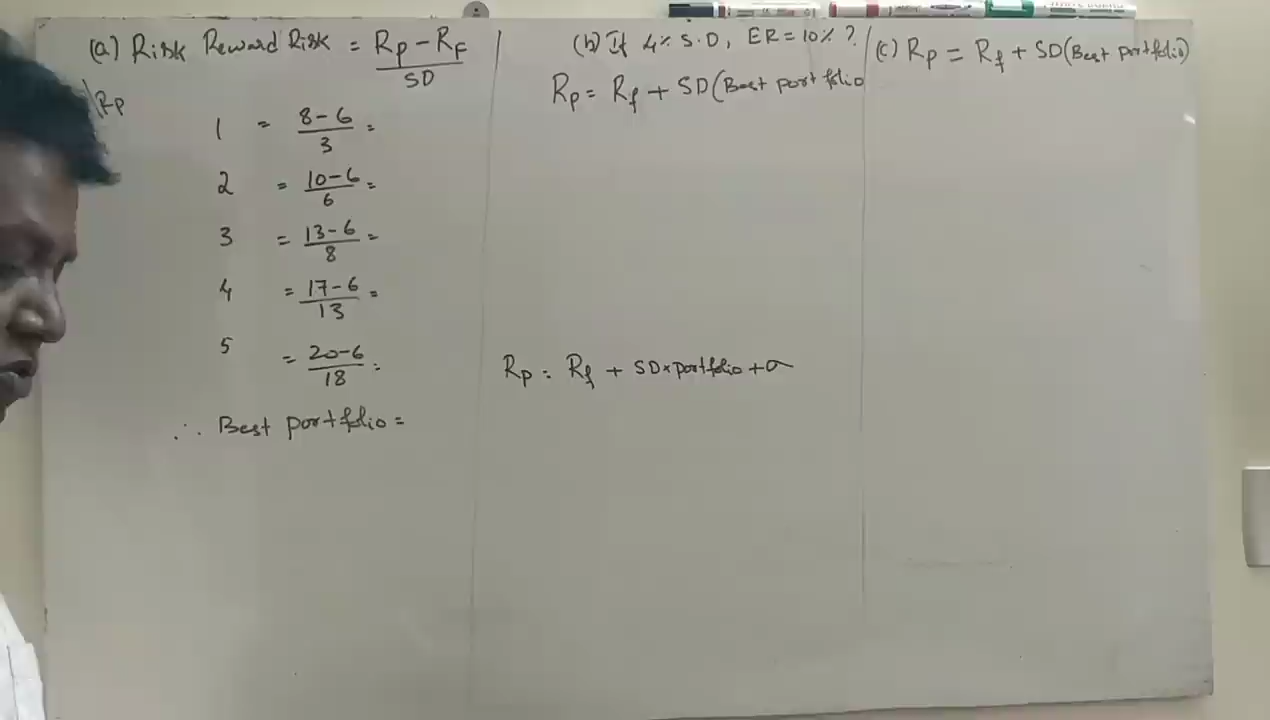 (a) Risk Reward Risk = Rp - RF / SD
Rp
1 = 8-6 / 3 =
2 = 10-6 / 6 =
3 = 13-6 / 8 =
4 = 17-6 / 13 =
5 = 20-6 / 18 =
∴ Best portfolio =
(b) If 4% S.D, ER = 10% ?
Rp = Rf + SD(Best portfolio
Rp = Rf + SD×portfolio + σ
(c) Rp = Rf + SD(Best portfolio)